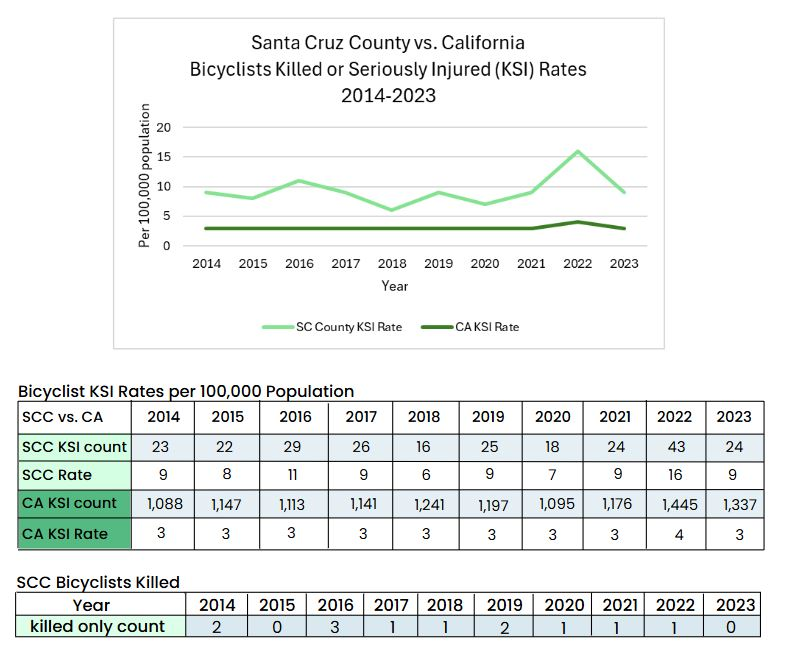 Santa Cruz County vs. California
Bicyclists Killed or Seriously Injured (KSI) Rates
2014-2023
Per 100,000 population
20
15
10
5
0
2014 2015 2016 2017 2018 2019 2020 2021 2022 2023
Year
SC County KSI Rate CA KSI Rate
Bicyclist KSI Rates per 100,000 Population
SCC vs. CA 2014 2015 2016 2017 2018 2019 2020 2021 2022 2023
SCC KSI count 23 22 29 26 16 25 18 24 43 24
SCC Rate 9 8 11 9 6 9 7 9 16 9
CA KSI count 1,088 1,147 1,113 1,141 1,241 1,197 1,095 1,176 1,445 1,337
CA KSI Rate 3 3 3 3 3 3 3 3 4 3
SCC Bicyclists Killed
Year 2014 2015 2016 2017 2018 2019 2020 2021 2022 2023
killed only count 2 0 3 1 1 2 1 1 1 0